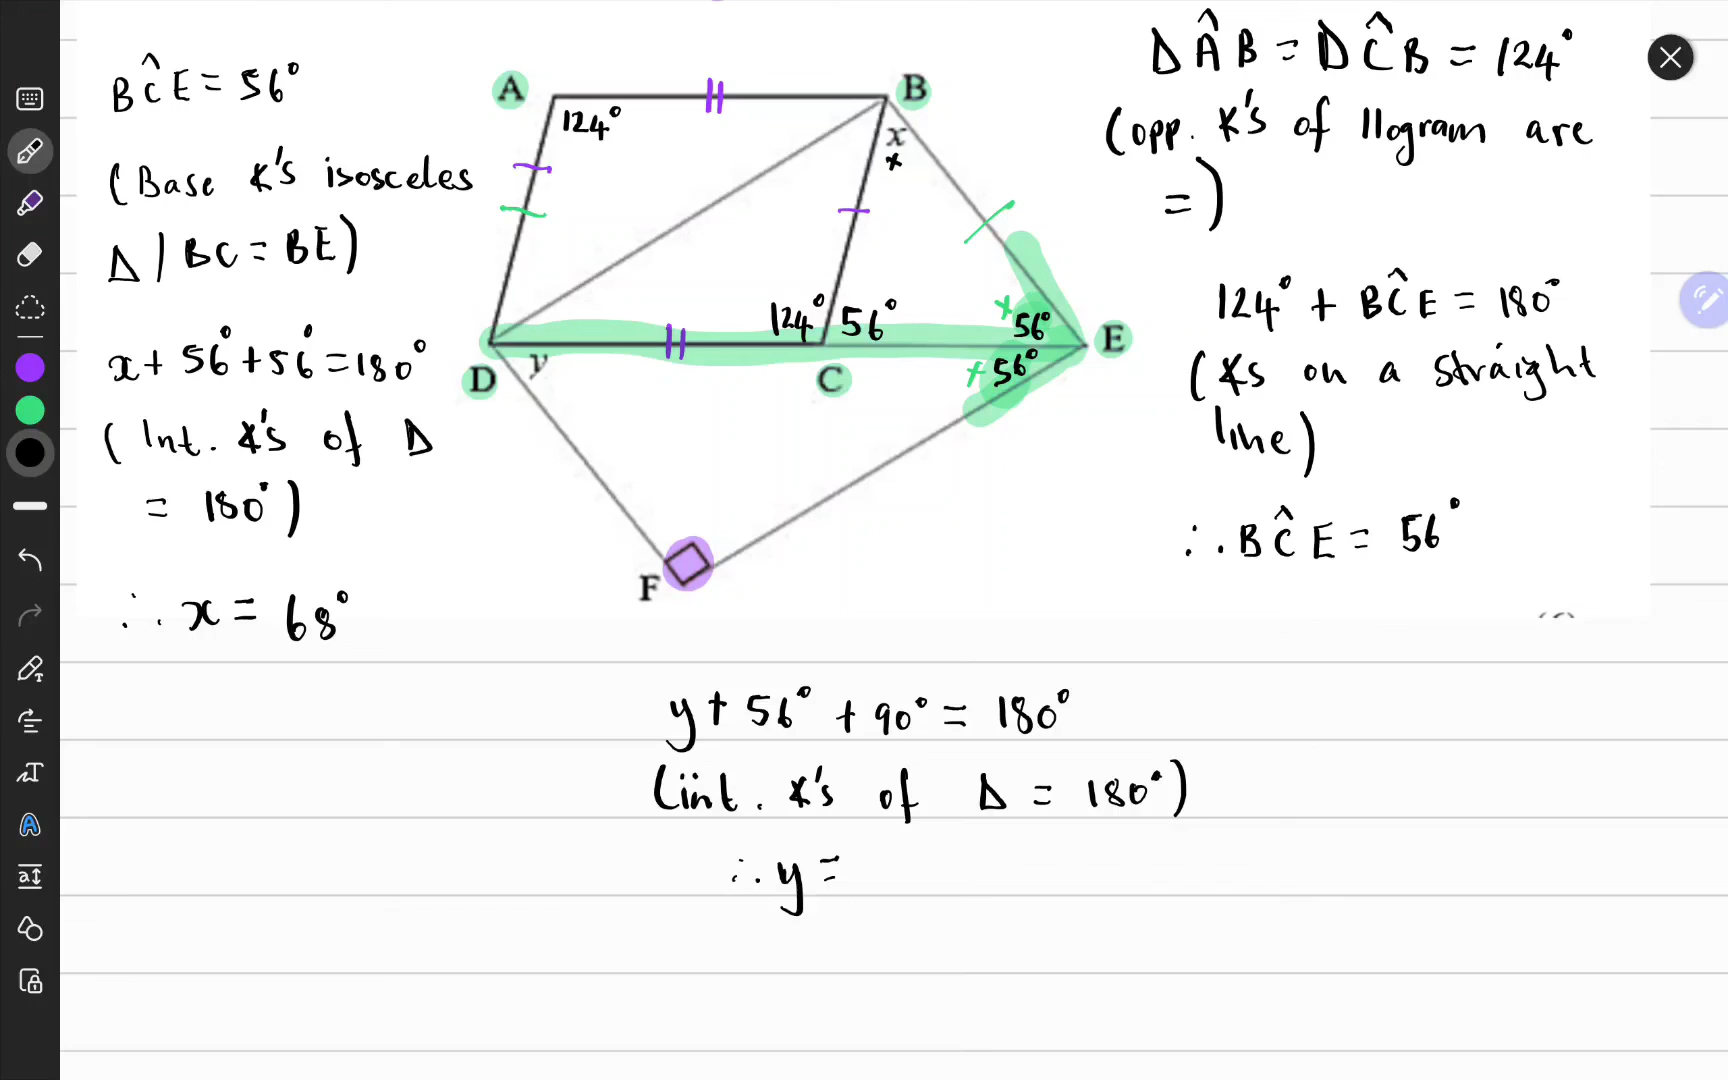 BĈE = 56°
(Base ∡'s isosceles
Δ | BC = BE)
x + 56° + 56° = 180°
(Int. ∡'s of Δ
= 180°)
∴ x = 68°
A
B
124°
x
x
124°
56°
x
56°
E
D
y
C
x
56°
F
DÂB = DĈB = 124°
(opp. ∡'s of llogram are
=)
124° + BĈE = 180°
(∡s on a straight
line)
∴ BĈE = 56°
y + 56° + 90° = 180°
(int. ∡'s of Δ = 180°)
∴ y =